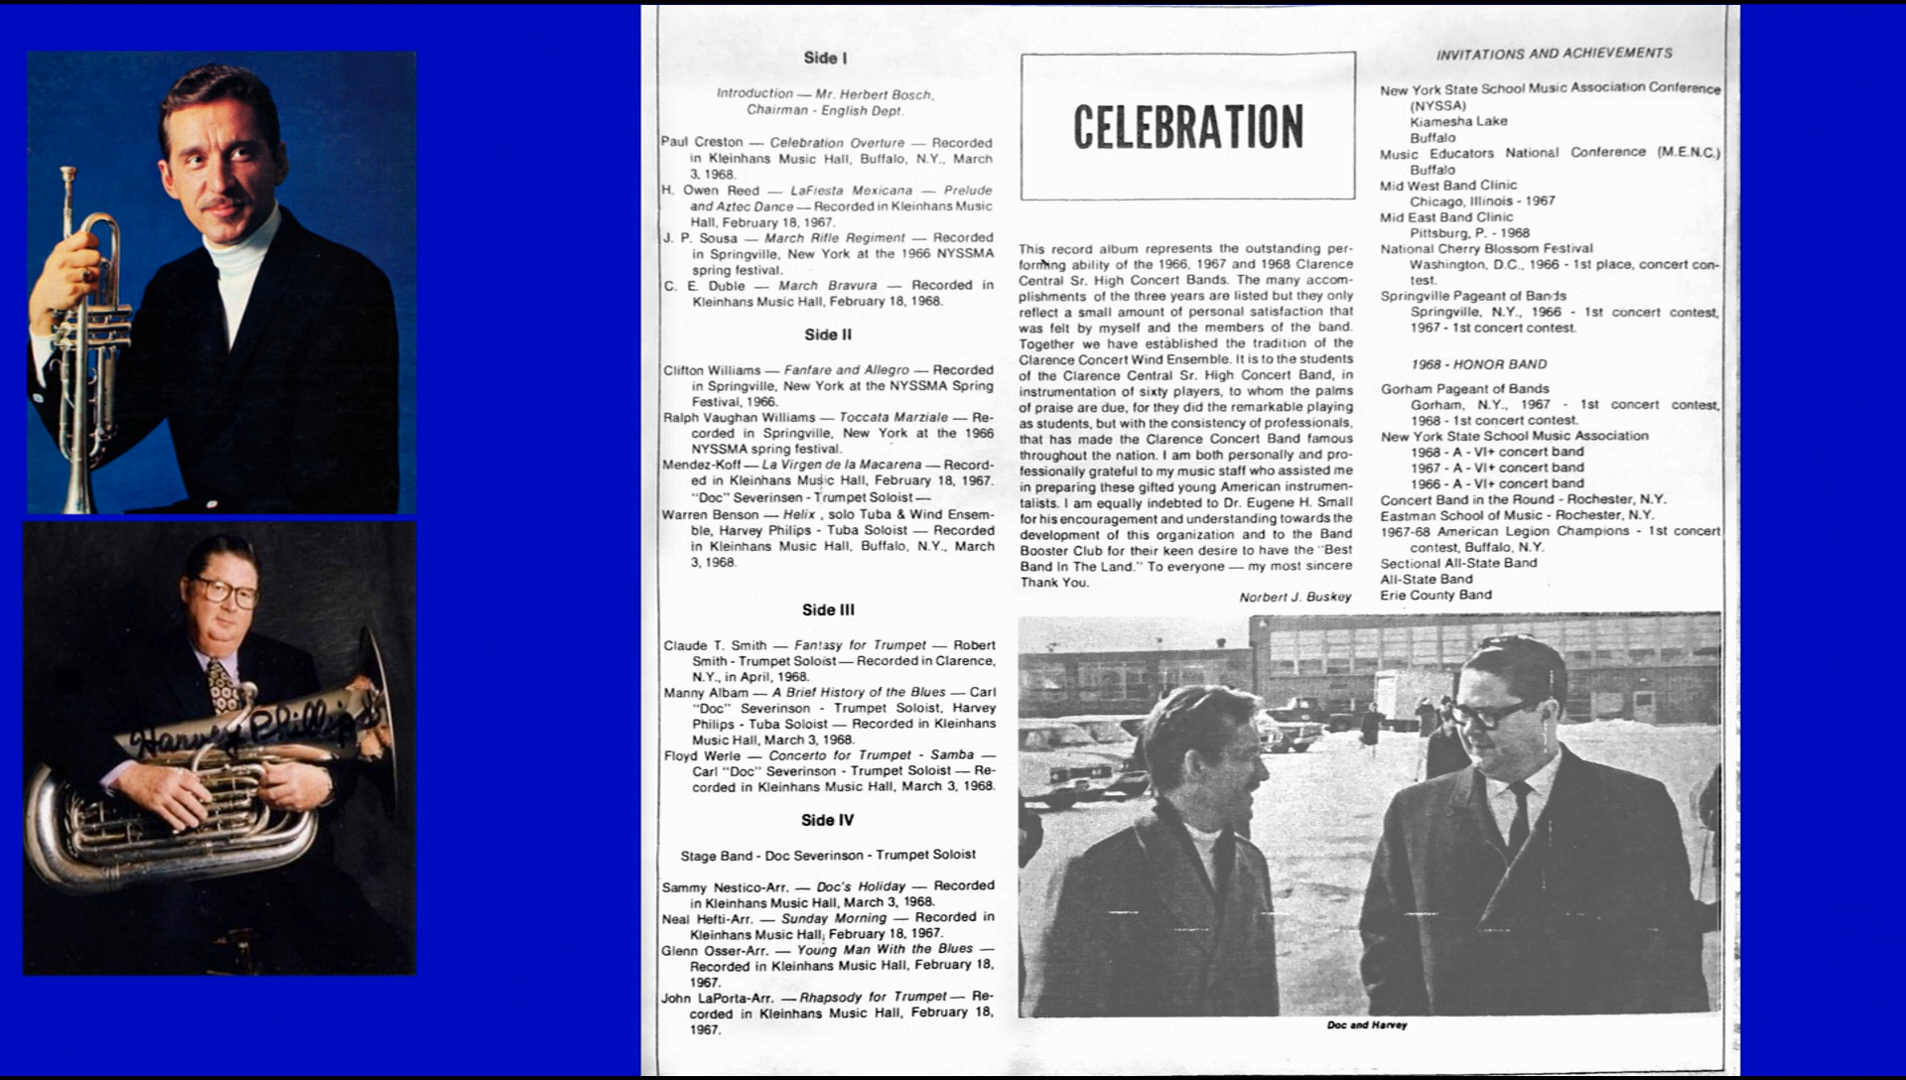 Harvey Phillips
Side I
Introduction — Mr. Herbert Bosch,
Chairman - English Dept.
Paul Creston — Celebration Overture — Recorded
in Kleinhans Music Hall, Buffalo, N.Y., March
3, 1968.
H. Owen Reed — LaFiesta Mexicana — Prelude
and Aztec Dance — Recorded in Kleinhans Music
Hall, February 18, 1967.
J. P. Sousa — March Rifle Regiment — Recorded
in Springville, New York at the 1966 NYSSMA
spring festival.
C. E. Duble — March Bravura — Recorded in
Kleinhans Music Hall, February 18, 1968.
Side II
Clifton Williams — Fanfare and Allegro — Recorded
in Springville, New York at the NYSSMA Spring
Festival, 1966.
Ralph Vaughan Williams — Toccata Marziale — Re-
corded in Springville, New York at the 1966
NYSSMA spring festival.
Mendez-Koff — La Virgen de la Macarena — Record-
ed in Kleinhans Music Hall, February 18, 1967.
"Doc" Severinsen - Trumpet Soloist —
Warren Benson — Helix , solo Tuba & Wind Ensem-
ble, Harvey Philips - Tuba Soloist — Recorded
in Kleinhans Music Hall, Buffalo, N.Y., March
3, 1968.
Side III
Claude T. Smith — Fantasy for Trumpet — Robert
Smith - Trumpet Soloist — Recorded in Clarence,
N.Y., in April, 1968.
Manny Albam — A Brief History of the Blues — Carl
"Doc" Severinson - Trumpet Soloist, Harvey
Philips - Tuba Soloist — Recorded in Kleinhans
Music Hall, March 3, 1968.
Floyd Werle — Concerto for Trumpet - Samba —
Carl "Doc" Severinson - Trumpet Soloist — Re-
corded in Kleinhans Music Hall, March 3, 1968.
Side IV
Stage Band - Doc Severinson - Trumpet Soloist
Sammy Nestico-Arr. — Doc's Holiday — Recorded
in Kleinhans Music Hall, March 3, 1968.
Neal Hefti-Arr. — Sunday Morning — Recorded in
Kleinhans Music Hall, February 18, 1967.
Glenn Osser-Arr. — Young Man With the Blues —
Recorded in Kleinhans Music Hall, February 18,
1967.
John LaPorta-Arr. — Rhapsody for Trumpet — Re-
corded in Kleinhans Music Hall, February 18,
1967.
CELEBRATION
This record album represents the outstanding per-
forming ability of the 1966, 1967 and 1968 Clarence
Central Sr. High Concert Bands. The many accom-
plishments of the three years are listed but they only
reflect a small amount of personal satisfaction that
was felt by myself and the members of the band.
Together we have established the tradition of the
Clarence Concert Wind Ensemble. It is to the students
of the Clarence Central Sr. High Concert Band, in
instrumentation of sixty players, to whom the palms
of praise are due, for they did the remarkable playing
as students, but with the consistency of professionals,
that has made the Clarence Concert Band famous
throughout the nation. I am both personally and pro-
fessionally grateful to my music staff who assisted me
in preparing these gifted young American instrumen-
talists. I am equally indebted to Dr. Eugene H. Small
for his encouragement and understanding towards the
development of this organization and to the Band
Booster Club for their keen desire to have the "Best
Band In The Land." To everyone — my most sincere
Thank You.
Norbert J. Buskey
INVITATIONS AND ACHIEVEMENTS
New York State School Music Association Conference
(NYSSA)
Kiamesha Lake
Buffalo
Music Educators National Conference (M.E.N.C.)
Buffalo
Mid West Band Clinic
Chicago, Illinois - 1967
Mid East Band Clinic
Pittsburg, P. - 1968
National Cherry Blossom Festival
Washington, D.C., 1966 - 1st place, concert con-
test.
Springville Pageant of Bands
Springville, N.Y., 1966 - 1st concert contest,
1967 - 1st concert contest.
1968 - HONOR BAND
Gorham Pageant of Bands
Gorham, N.Y., 1967 - 1st concert contest,
1968 - 1st concert contest.
New York State School Music Association
1968 - A - VI+ concert band
1967 - A - VI+ concert band
1966 - A - VI+ concert band
Concert Band in the Round - Rochester, N.Y.
Eastman School of Music - Rochester, N.Y.
1967-68 American Legion Champions - 1st concert
contest, Buffalo, N.Y.
Sectional All-State Band
All-State Band
Erie County Band
Doc and Harvey